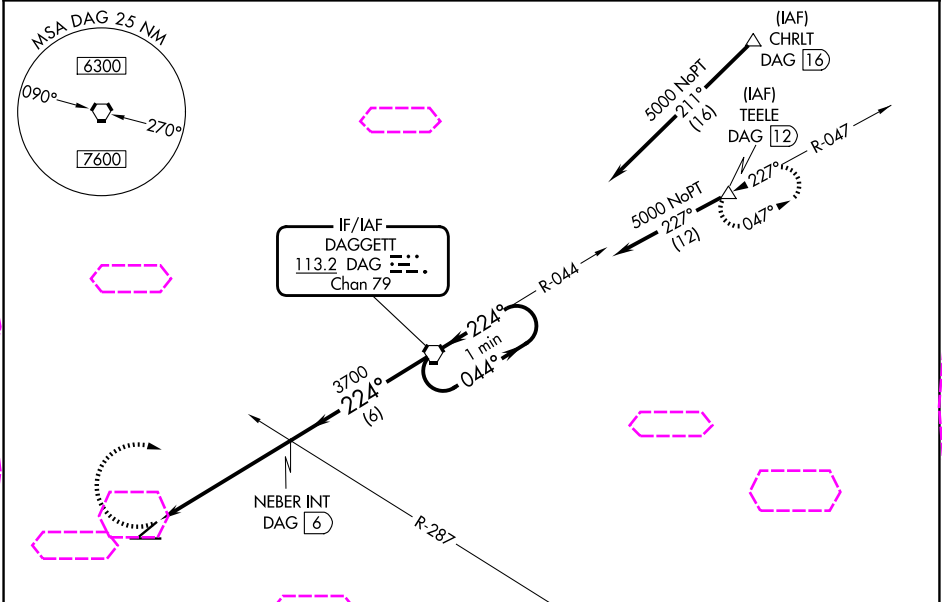 MSA DAG 25 NM
6300
090°
270°
7600
(IAF)
CHRLT
DAG 16
5000 NoPT
211°
(16)
(IAF)
TEELE
DAG 12
R-047
227°
047°
5000 NoPT
227°
(12)
IF/IAF
DAGGETT
113.2 DAG
Chan 79
R-044
224°
1 min
044°
3700
224°
(6)
NEBER INT
DAG 6
R-287